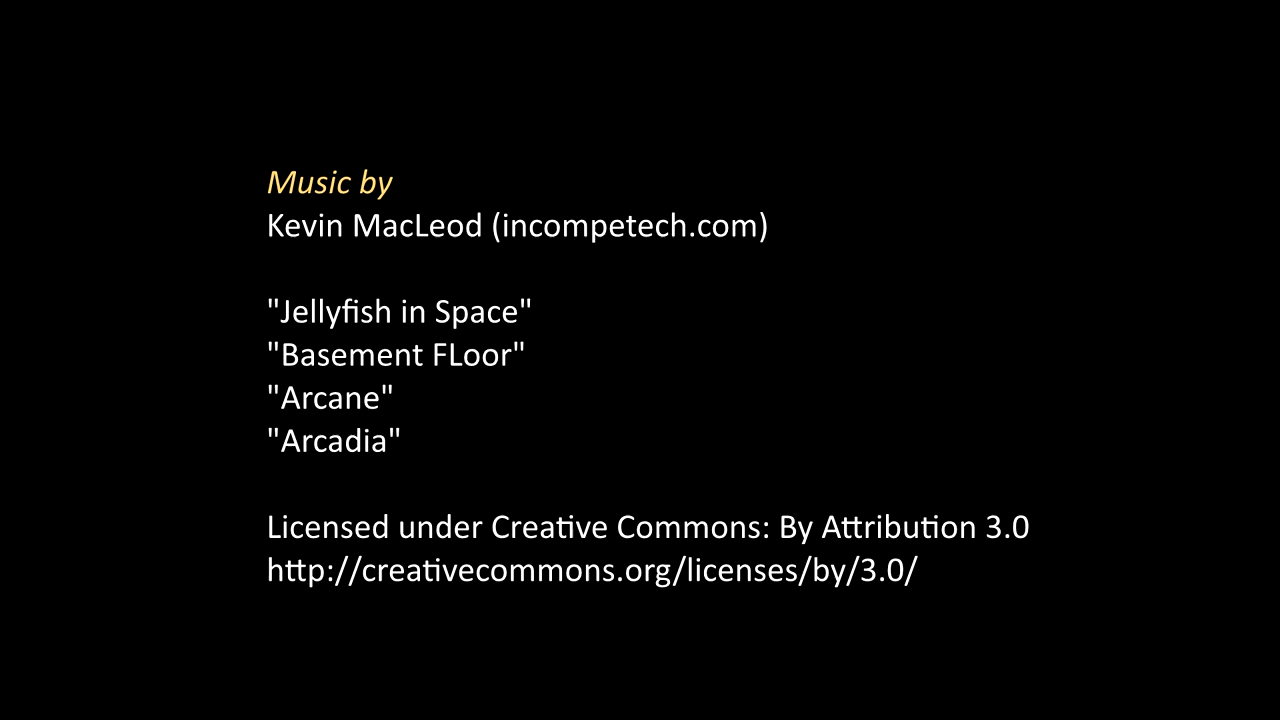 Music by
Kevin MacLeod (incompetech.com)
"Jellyfish in Space"
"Basement FLoor"
"Arcane"
"Arcadia"
Licensed under Creative Commons: By Attribution 3.0
http://creativecommons.org/licenses/by/3.0/